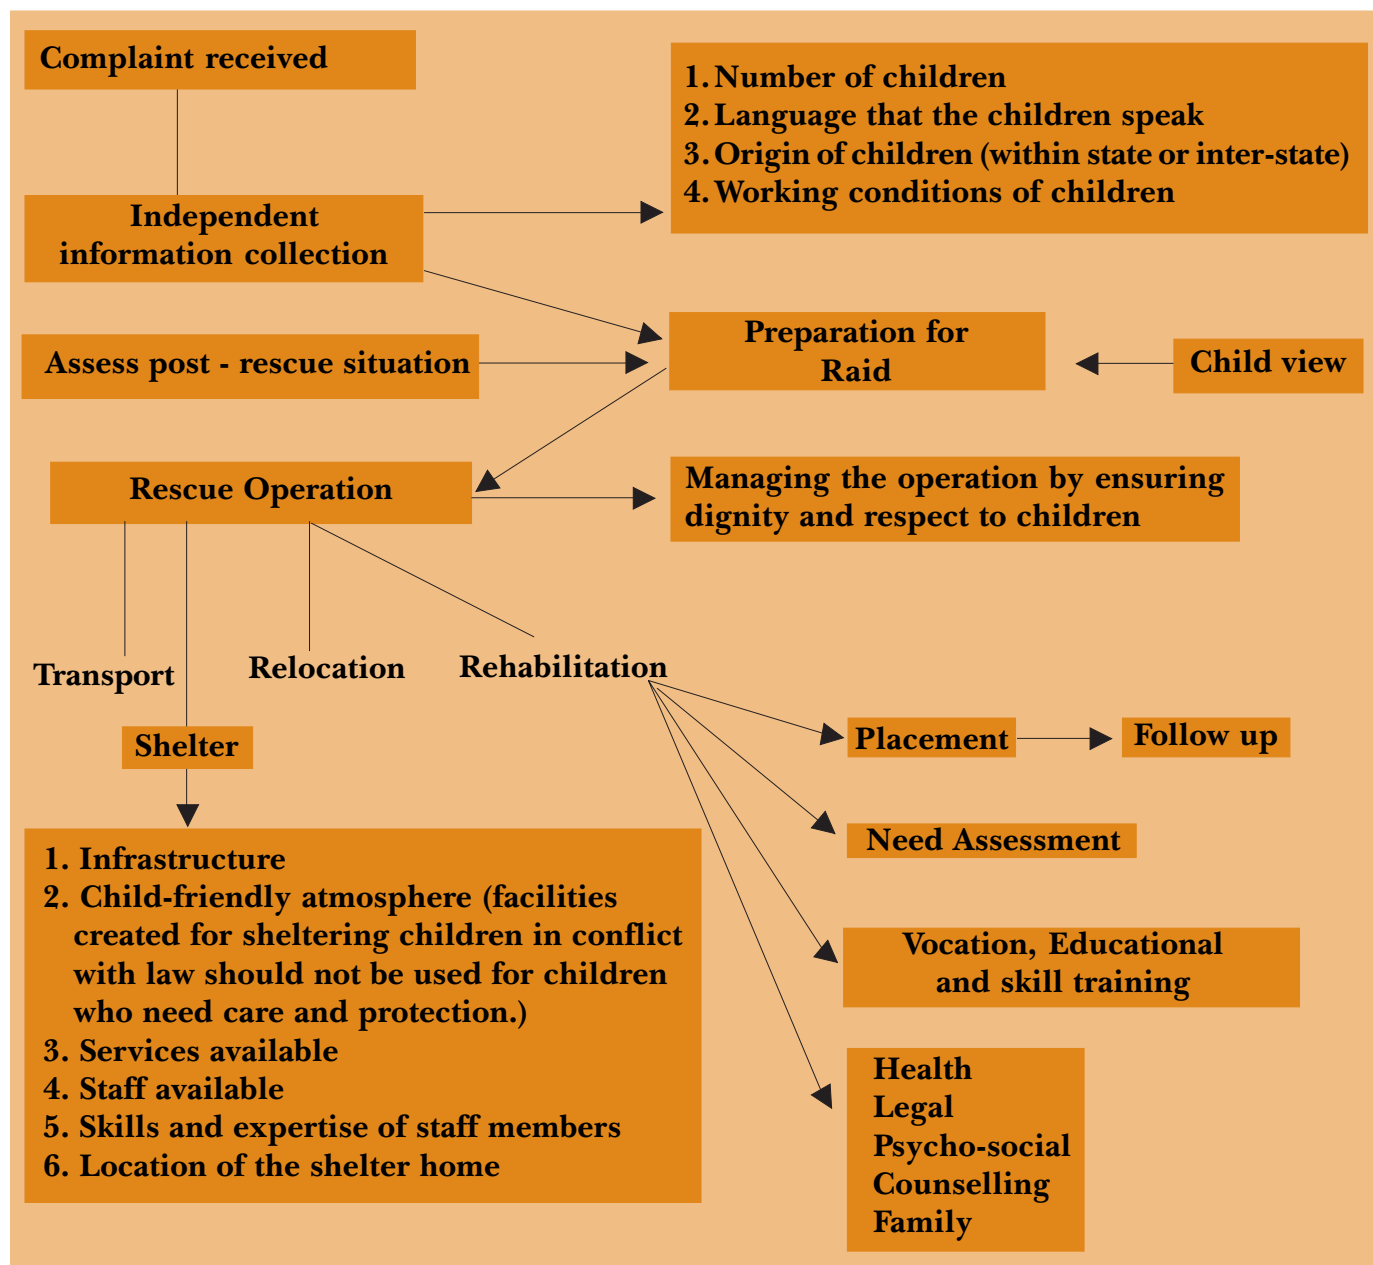 Complaint received
1. Number of children
2. Language that the children speak
3. Origin of children (within state or inter-state)
4. Working conditions of children
Independent
information collection
Preparation for
Raid
Assess post - rescue situation
Child view
Rescue Operation
Managing the operation by ensuring
dignity and respect to children
Transport
Relocation
Rehabilitation
Shelter
Placement
Follow up
Need Assessment
1. Infrastructure
2. Child-friendly atmosphere (facilities
created for sheltering children in conflict
with law should not be used for children
who need care and protection.)
3. Services available
4. Staff available
5. Skills and expertise of staff members
6. Location of the shelter home
Vocation, Educational
and skill training
Health
Legal
Psycho-social
Counselling
Family